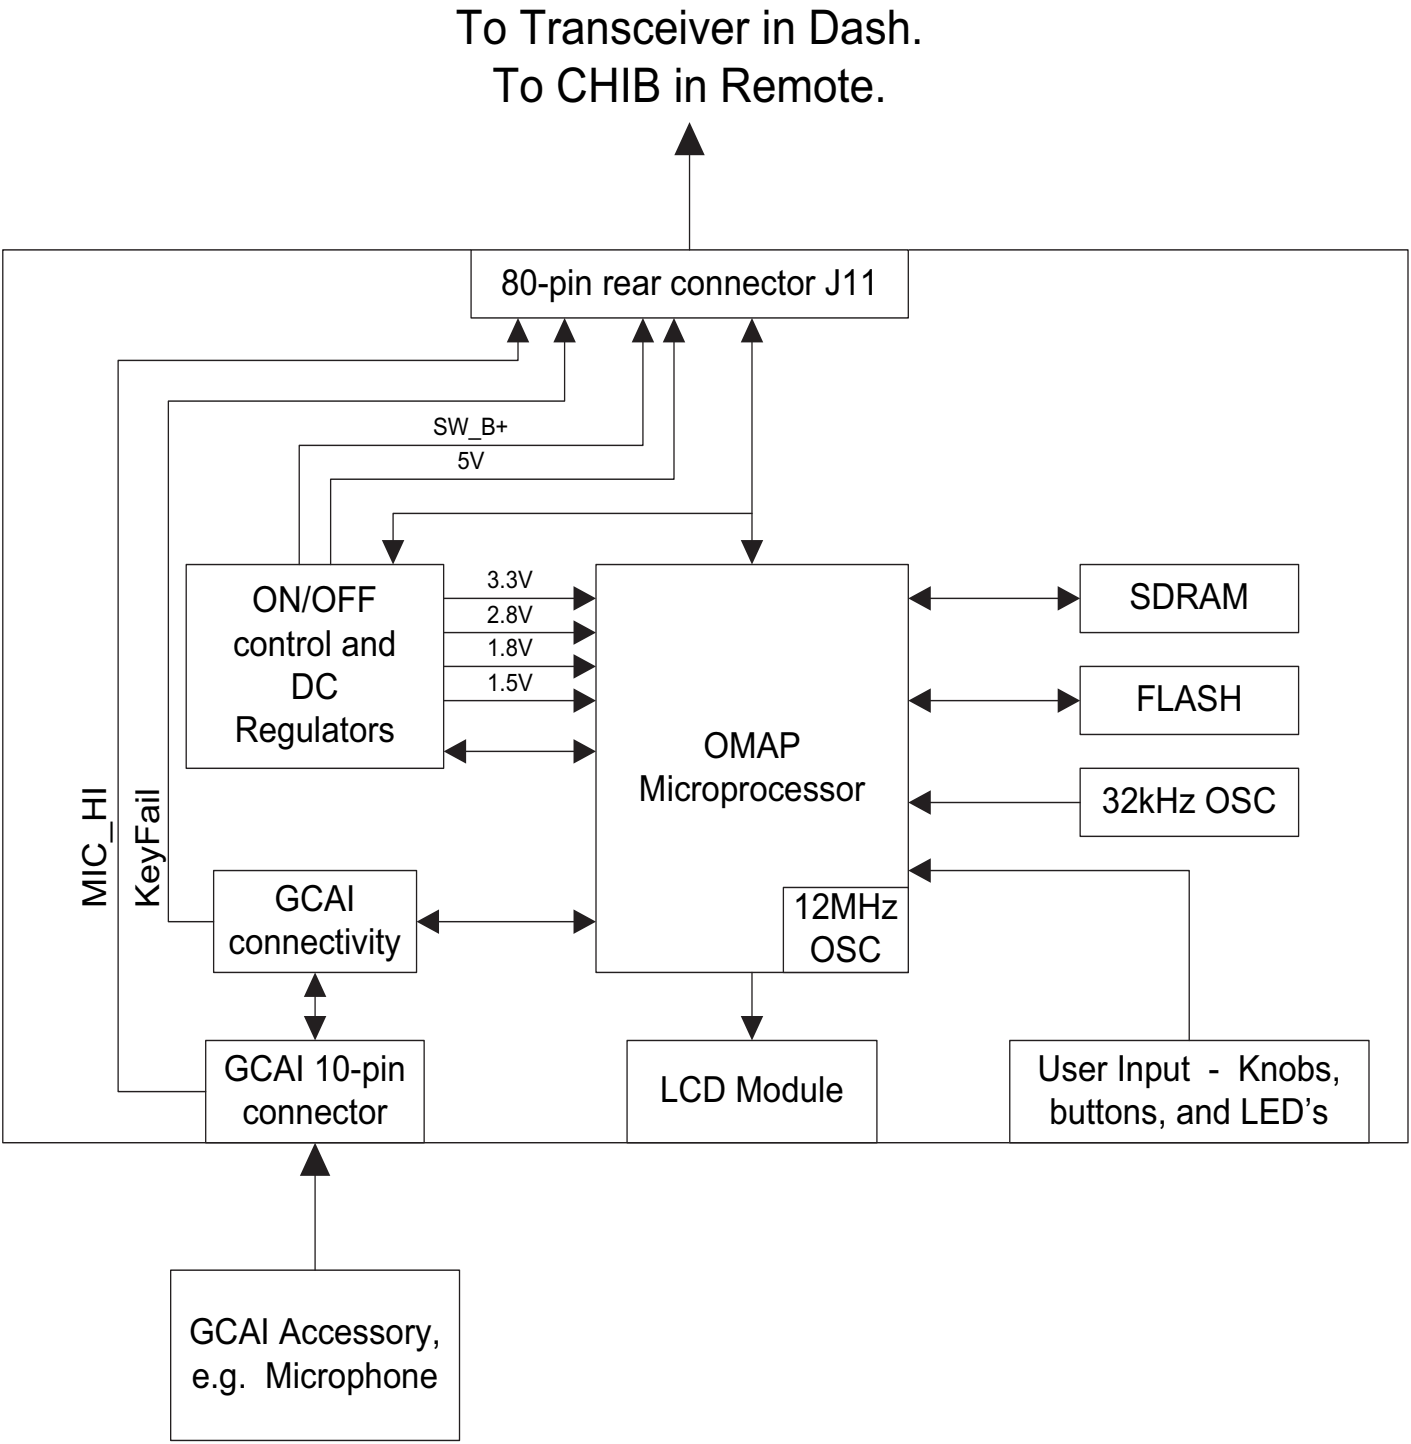 To Transceiver in Dash.
To CHIB in Remote.
80-pin rear connector J11
SW_B+
5V
ON/OFF
control and
DC
Regulators
3.3V
2.8V
1.8V
1.5V
OMAP
Microprocessor
12MHz
OSC
SDRAM
FLASH
32kHz OSC
MIC_HI
KeyFail
GCAI
connectivity
GCAI 10-pin
connector
LCD Module
User Input - Knobs,
buttons, and LED's
GCAI Accessory,
e.g. Microphone